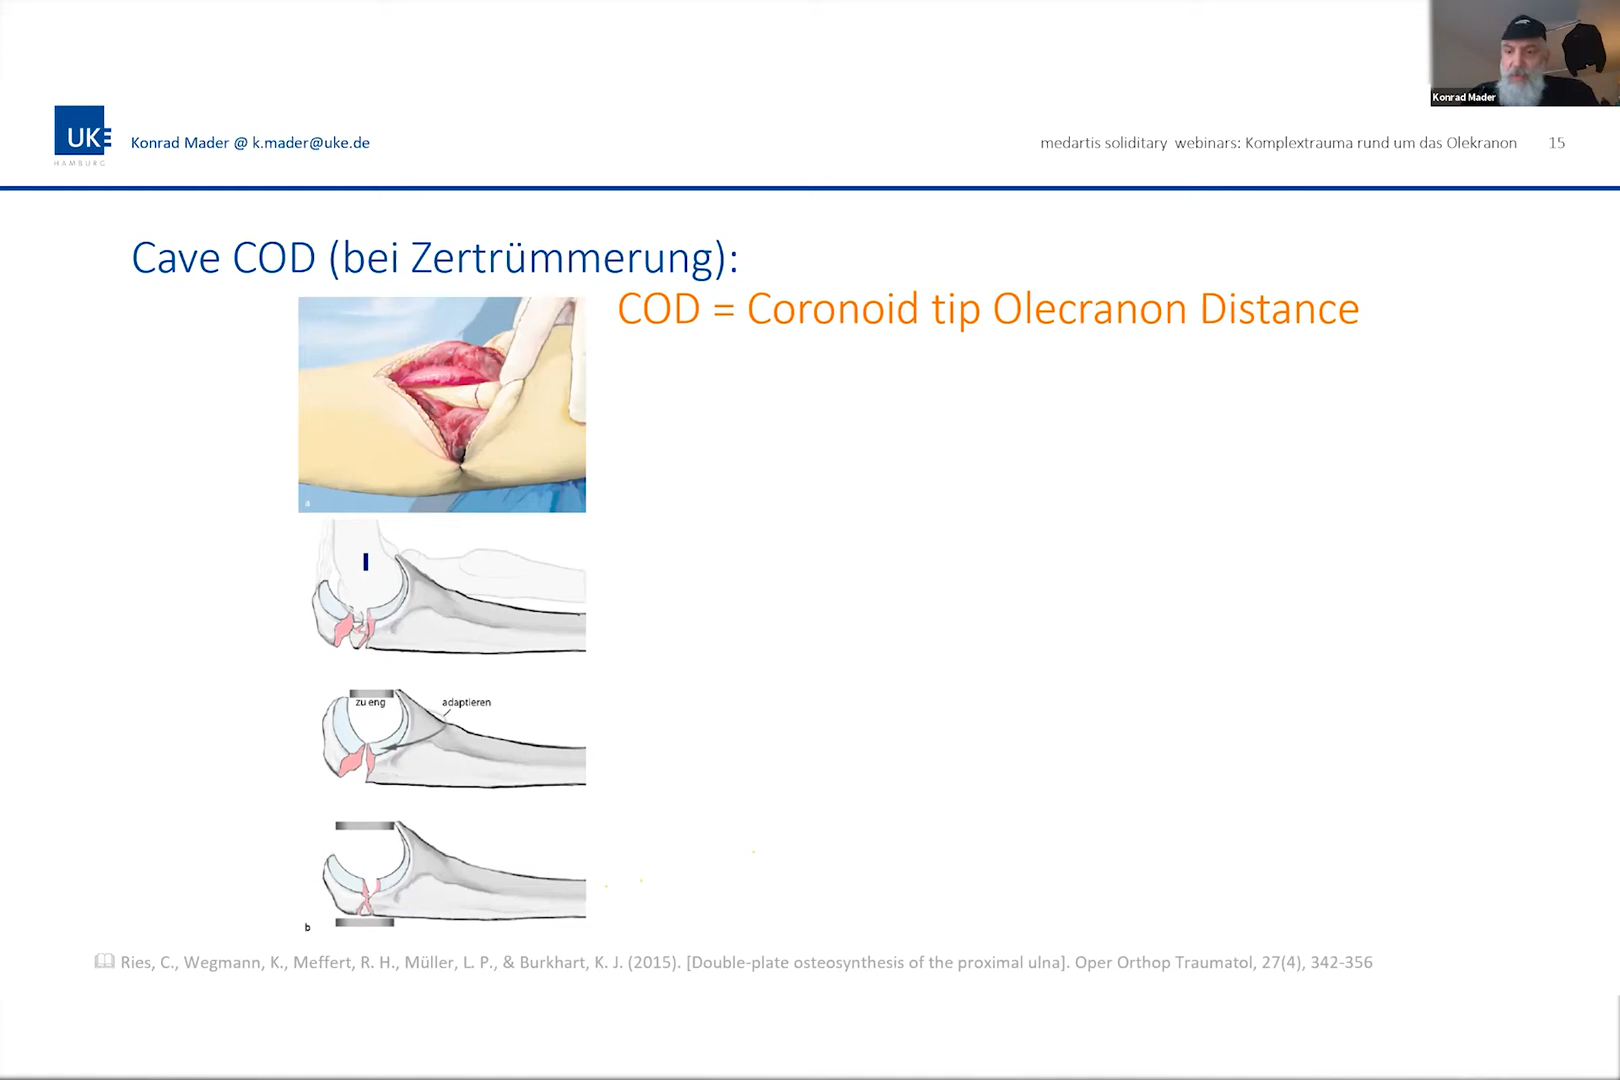 Konrad Mader
UKE
HAMBURG
Konrad Mader @ k.mader@uke.de
medartis soliditary webinars: Komplextrauma rund um das Olekranon 15
Cave COD (bei Zertrümmerung):
COD = Coronoid tip Olecranon Distance
a
I
zu eng
adaptieren
b
Ries, C., Wegmann, K., Meffert, R. H., Müller, L. P., & Burkhart, K. J. (2015). [Double-plate osteosynthesis of the proximal ulna]. Oper Orthop Traumatol, 27(4), 342-356